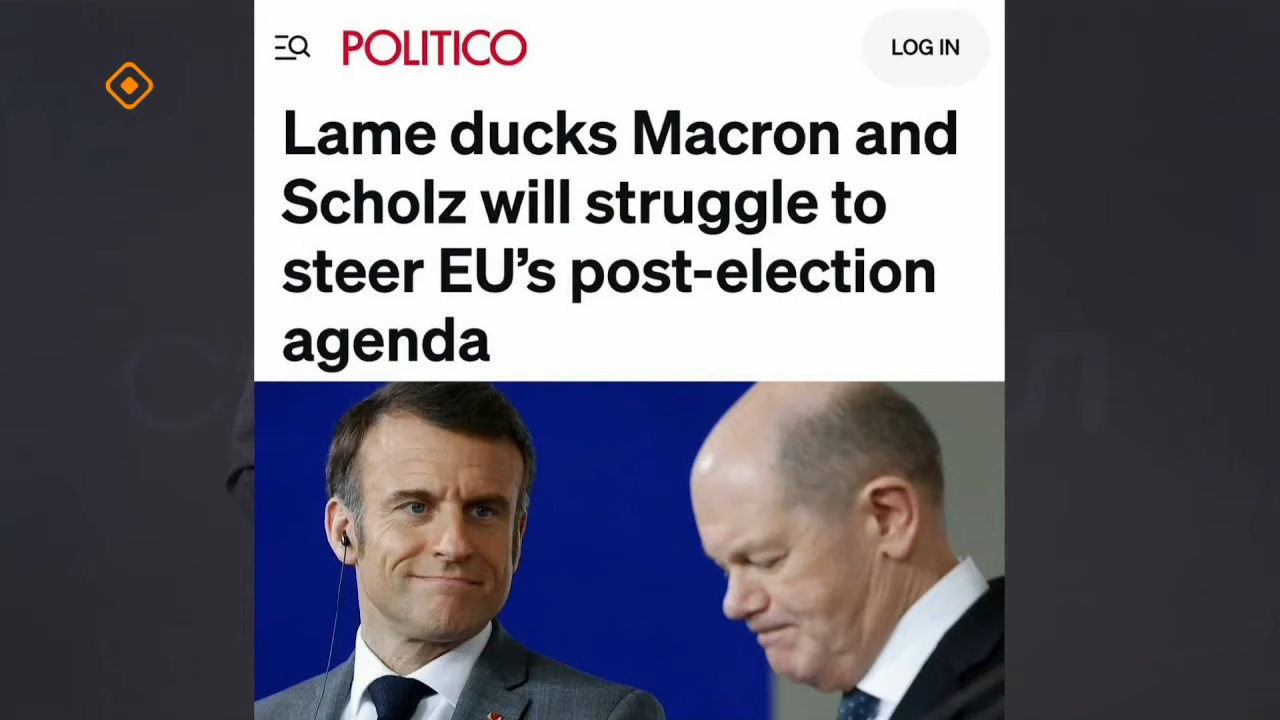 POLITICO
LOG IN
Lame ducks Macron and
Scholz will struggle to
steer EU’s post-election
agenda